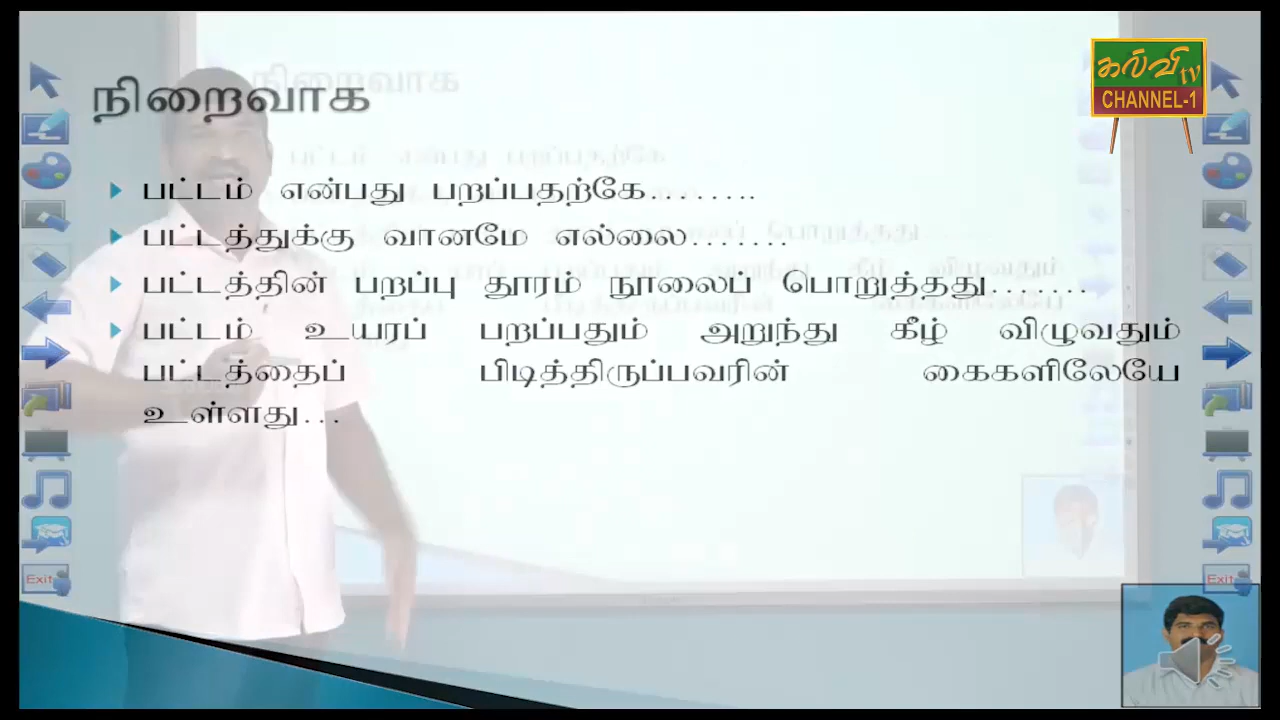 கல்வி tv
CHANNEL-1
நிறைவாக
பட்டம் என்பது பறப்பதற்கே........
பட்டத்துக்கு வானமே எல்லை.......
பட்டத்தின் பறப்பு தூரம் நூலைப் பொறுத்தது.......
பட்டம் உயரப் பறப்பதும் அறுந்து கீழ் விழுவதும்
பட்டத்தைப் பிடித்திருப்பவரின் கைகளிலேயே
உள்ளது...
Exit
Exit